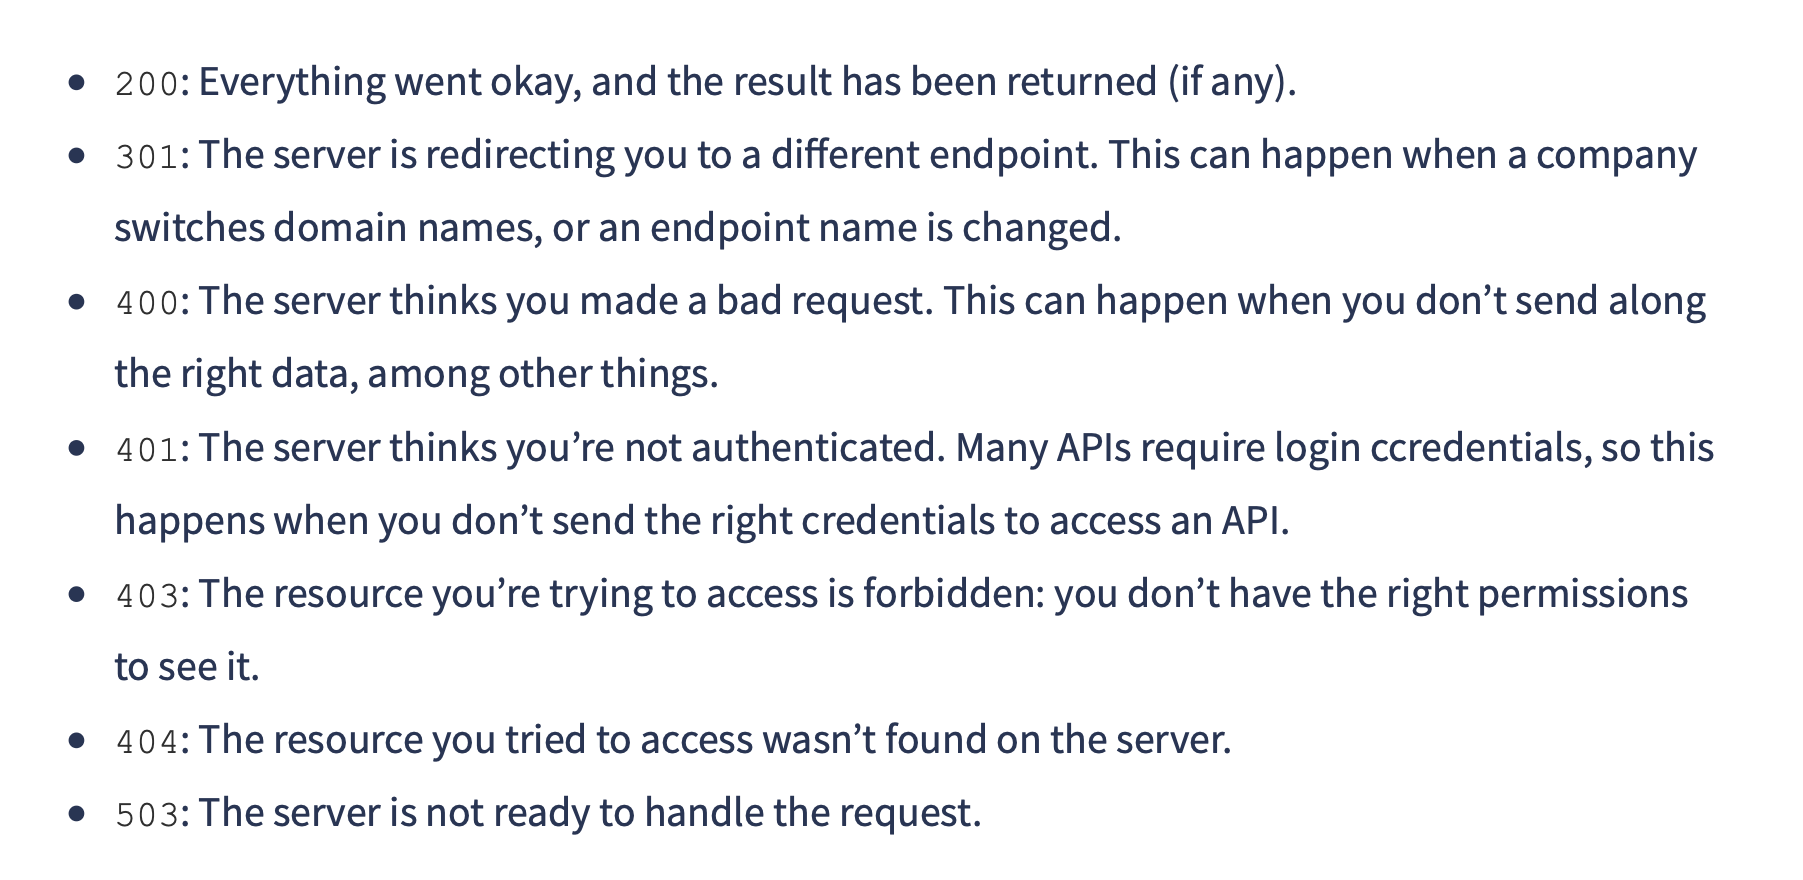 • 200: Everything went okay, and the result has been returned (if any).
• 301: The server is redirecting you to a different endpoint. This can happen when a company
switches domain names, or an endpoint name is changed.
• 400: The server thinks you made a bad request. This can happen when you don’t send along
the right data, among other things.
• 401: The server thinks you’re not authenticated. Many APIs require login ccredentials, so this
happens when you don’t send the right credentials to access an API.
• 403: The resource you’re trying to access is forbidden: you don’t have the right permissions
to see it.
• 404: The resource you tried to access wasn’t found on the server.
• 503: The server is not ready to handle the request.